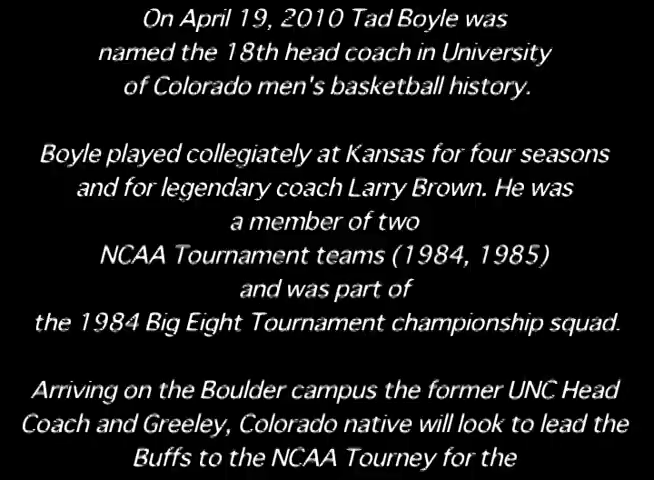 On April 19, 2010 Tad Boyle was
named the 18th head coach in University
of Colorado men's basketball history.
Boyle played collegiately at Kansas for four seasons
and for legendary coach Larry Brown. He was
a member of two
NCAA Tournament teams (1984, 1985)
and was part of
the 1984 Big Eight Tournament championship squad.
Arriving on the Boulder campus the former UNC Head
Coach and Greeley, Colorado native will look to lead the
Buffs to the NCAA Tourney for the